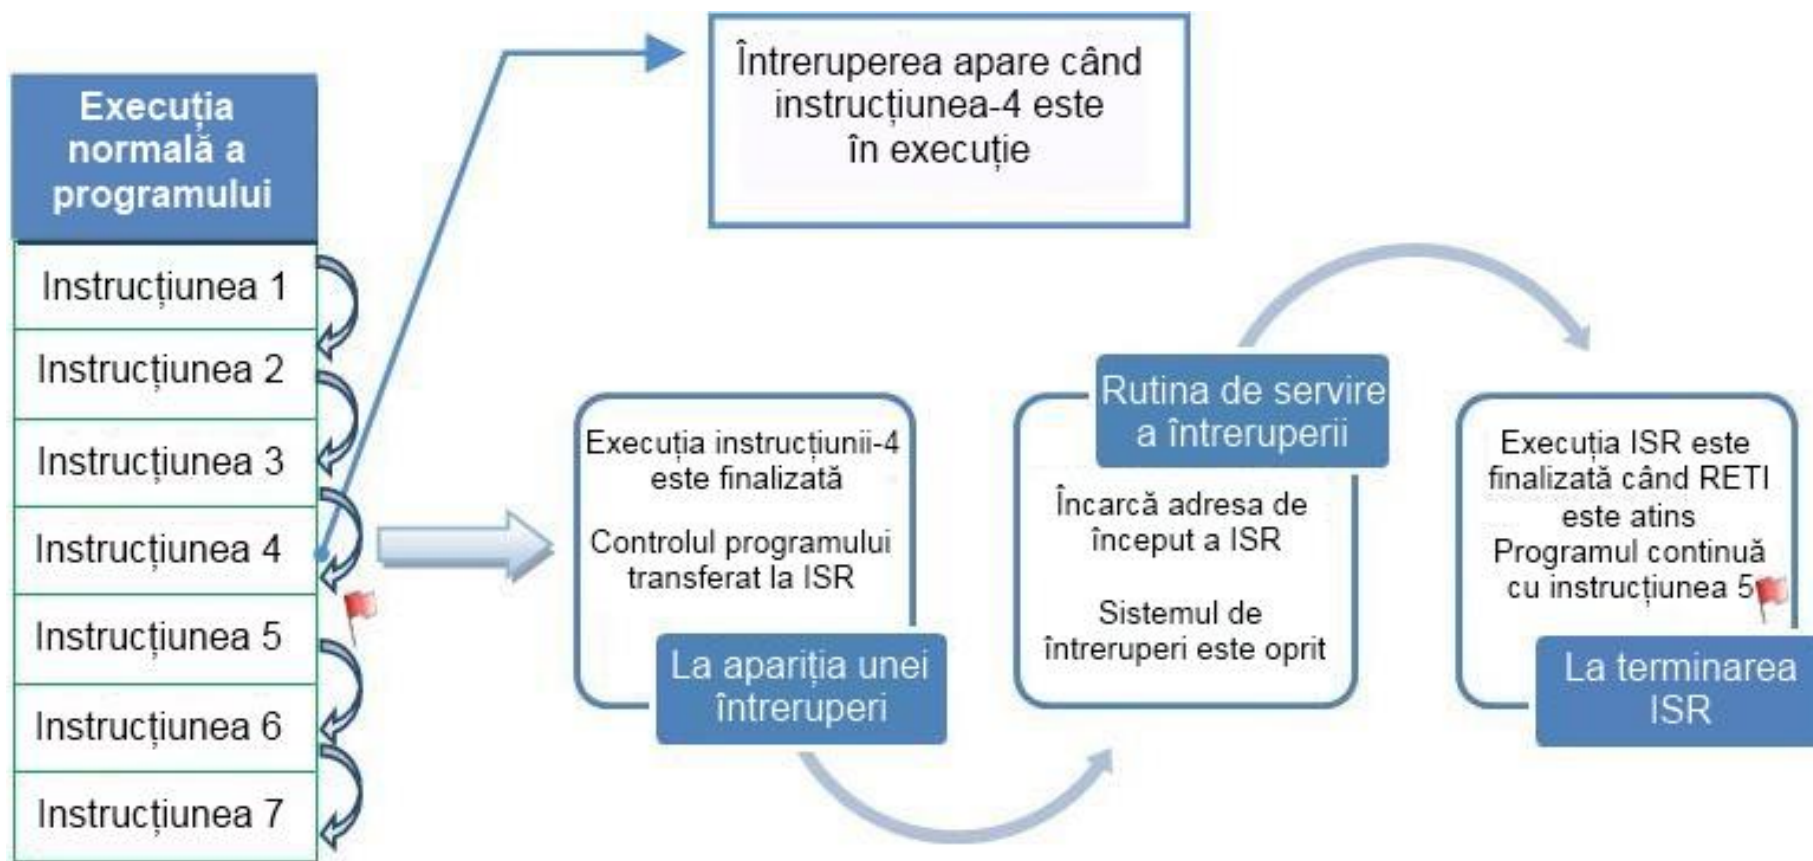 Execuția
normală a
programului
Instrucțiunea 1
Instrucțiunea 2
Instrucțiunea 3
Instrucțiunea 4
Instrucțiunea 5
Instrucțiunea 6
Instrucțiunea 7
Întreruperea apare când
instrucțiunea-4 este
în execuție
Execuția instrucțiunii-4
este finalizată
Controlul programului
transferat la ISR
La apariția unei
întreruperi
Rutina de servire
a întreruperii
Încarcă adresa de
început a ISR
Sistemul de
întreruperi este oprit
Execuția ISR este
finalizată când RETI
este atins
Programul continuă
cu instrucțiunea 5
La terminarea
ISR